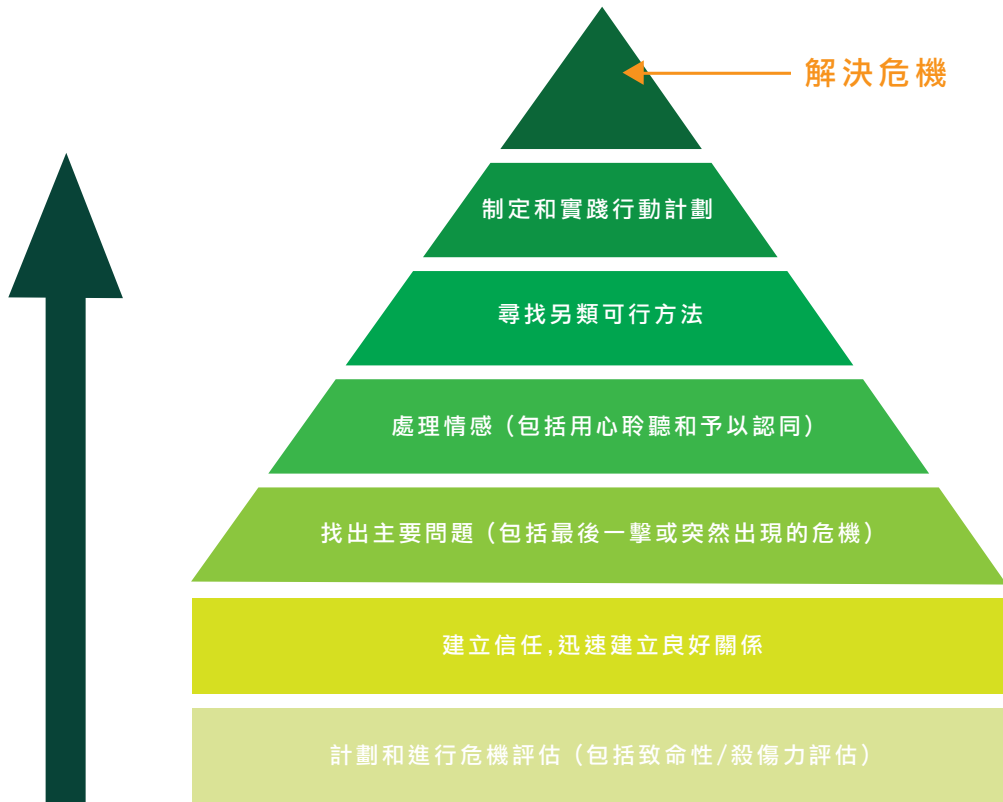 解決危機
制定和實踐行動計劃
尋找另類可行方法
處理情感（包括用心聆聽和予以認同）
找出主要問題（包括最後一擊或突然出現的危機）
建立信任,迅速建立良好關係
計劃和進行危機評估（包括致命性/殺傷力評估）